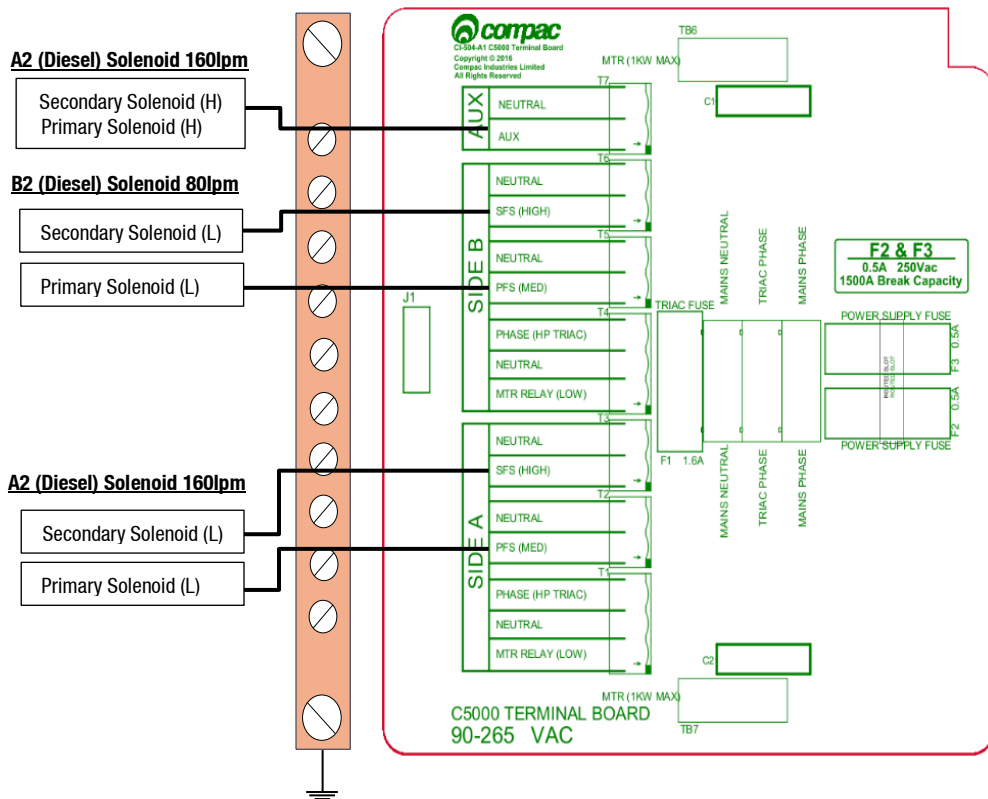 A2 (Diesel) Solenoid 160lpm
Secondary Solenoid (H)
Primary Solenoid (H)
B2 (Diesel) Solenoid 80lpm
Secondary Solenoid (L)
Primary Solenoid (L)
A2 (Diesel) Solenoid 160lpm
Secondary Solenoid (L)
Primary Solenoid (L)
compac
CI-504-A1 C5000 Terminal Board
Copyright © 2016
Compac Industries Limited
All Rights Reserved
TB6
MTR (1KW MAX)
T7
C1
AUX
NEUTRAL
AUX
T6
SIDE B
NEUTRAL
SFS (HIGH)
T5
NEUTRAL
PFS (MED)
T4
PHASE (HP TRIAC)
NEUTRAL
MTR RELAY (LOW)
J1
T3
SIDE A
NEUTRAL
SFS (HIGH)
T2
NEUTRAL
PFS (MED)
T1
PHASE (HP TRIAC)
NEUTRAL
MTR RELAY (LOW)
MAINS NEUTRAL
TRIAC PHASE
MAINS PHASE
TRIAC FUSE
F1 1.6A
MAINS NEUTRAL
TRIAC PHASE
MAINS PHASE
F2 & F3
0.5A 250Vac
1500A Break Capacity
POWER SUPPLY FUSE
F3 0.5A
ROUTED SLOT
ROUTED SLOT
F2 0.5A
POWER SUPPLY FUSE
C2
MTR (1KW MAX)
TB7
C5000 TERMINAL BOARD
90-265 VAC